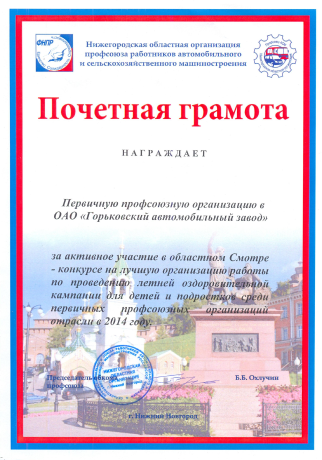 ФНПР
Нижегородская областная организация
профсоюза работников автомобильного
и сельскохозяйственного машиностроения
Почетная грамота
НАГРАЖДАЕТ
Первичную профсоюзную организацию в
ОАО «Горьковский автомобильный завод»
за активное участие в областном Смотре
- конкурсе на лучшую организацию работы
по проведению летней оздоровительной
кампании для детей и подростков среди
первичных профсоюзных организаций
отрасли в 2014 году.
Председатель обкома
Б.Б. Оклучин
профсоюза
г. Нижний Новгород